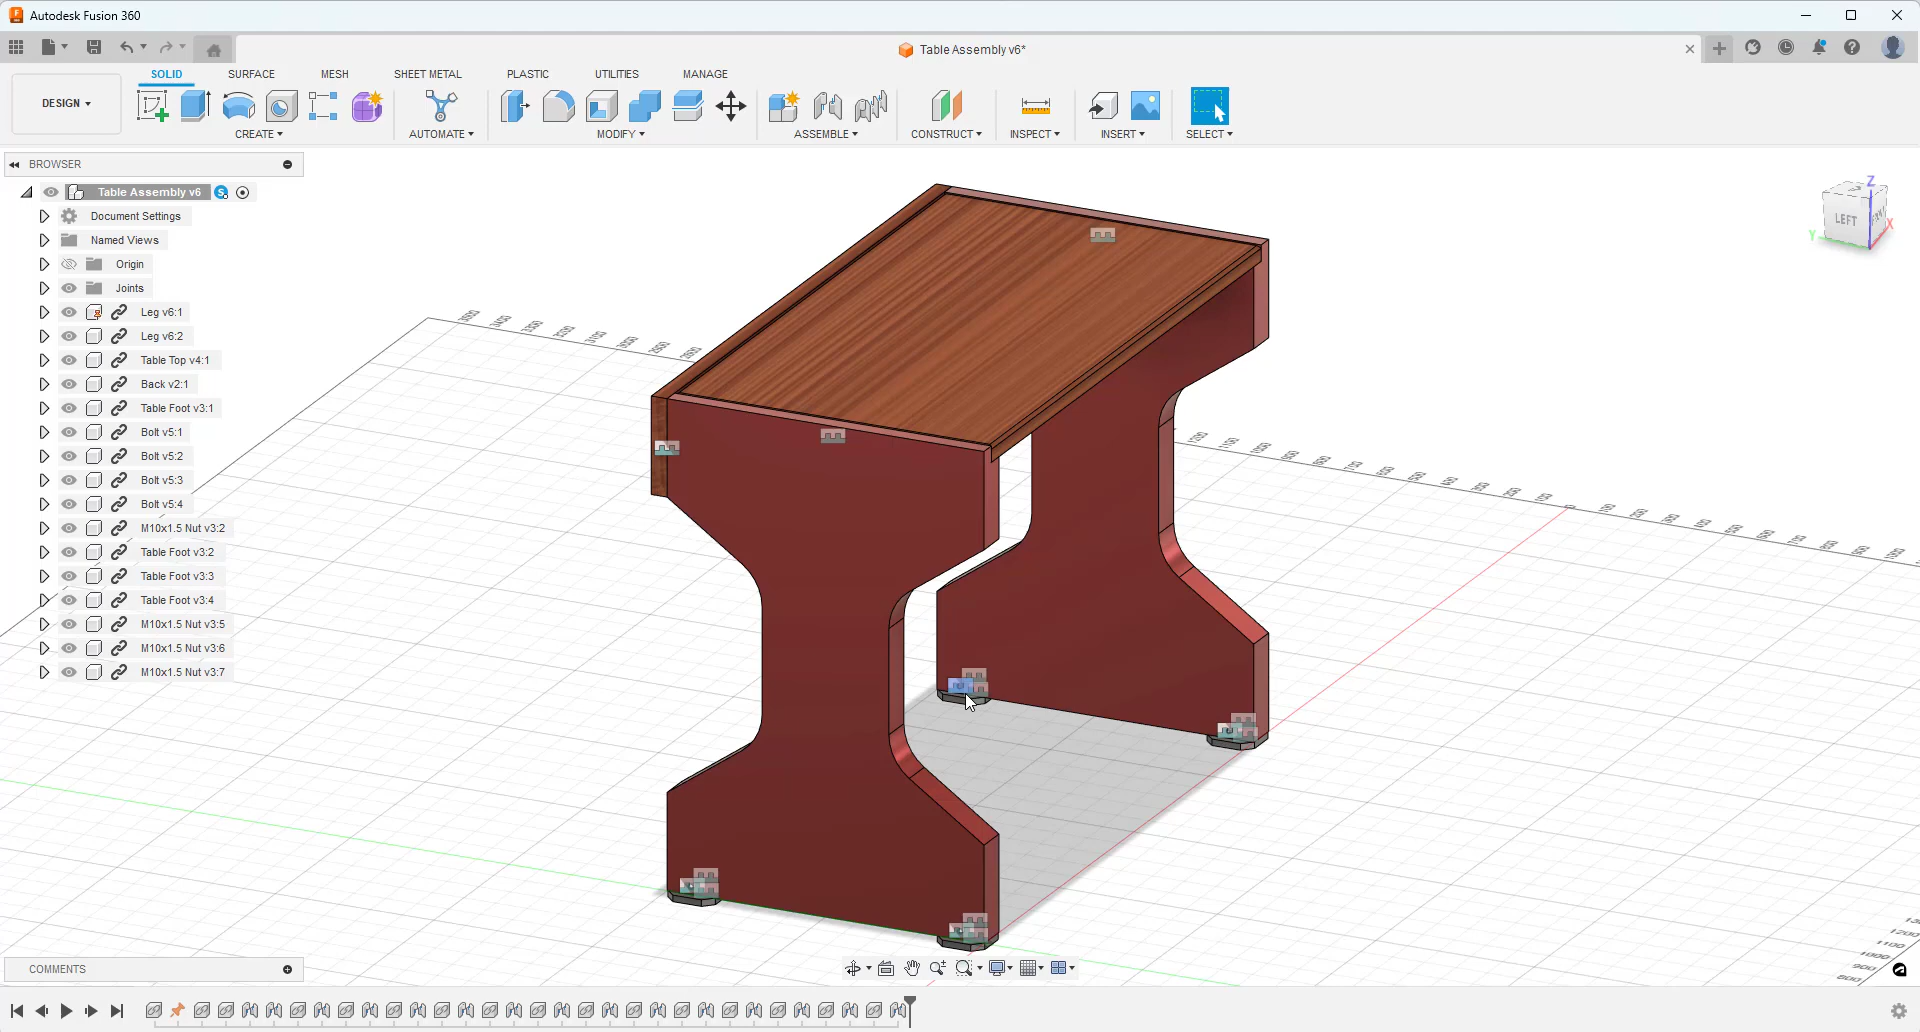 Autodesk Fusion 360
Table Assembly v6*
SOLID SURFACE MESH SHEET METAL PLASTIC UTILITIES MANAGE
DESIGN ▾
CREATE ▾ AUTOMATE ▾ MODIFY ▾ ASSEMBLE ▾ CONSTRUCT ▾ INSPECT ▾ INSERT ▾ SELECT ▾
BROWSER
Table Assembly v6
Document Settings
Named Views
Origin
Joints
Leg v6:1
Leg v6:2
Table Top v4:1
Back v2:1
Table Foot v3:1
Bolt v5:1
Bolt v5:2
Bolt v5:3
Bolt v5:4
M10x1.5 Nut v3:2
Table Foot v3:2
Table Foot v3:3
Table Foot v3:4
M10x1.5 Nut v3:5
M10x1.5 Nut v3:6
M10x1.5 Nut v3:7
Z
LEFT
X
Y
COMMENTS